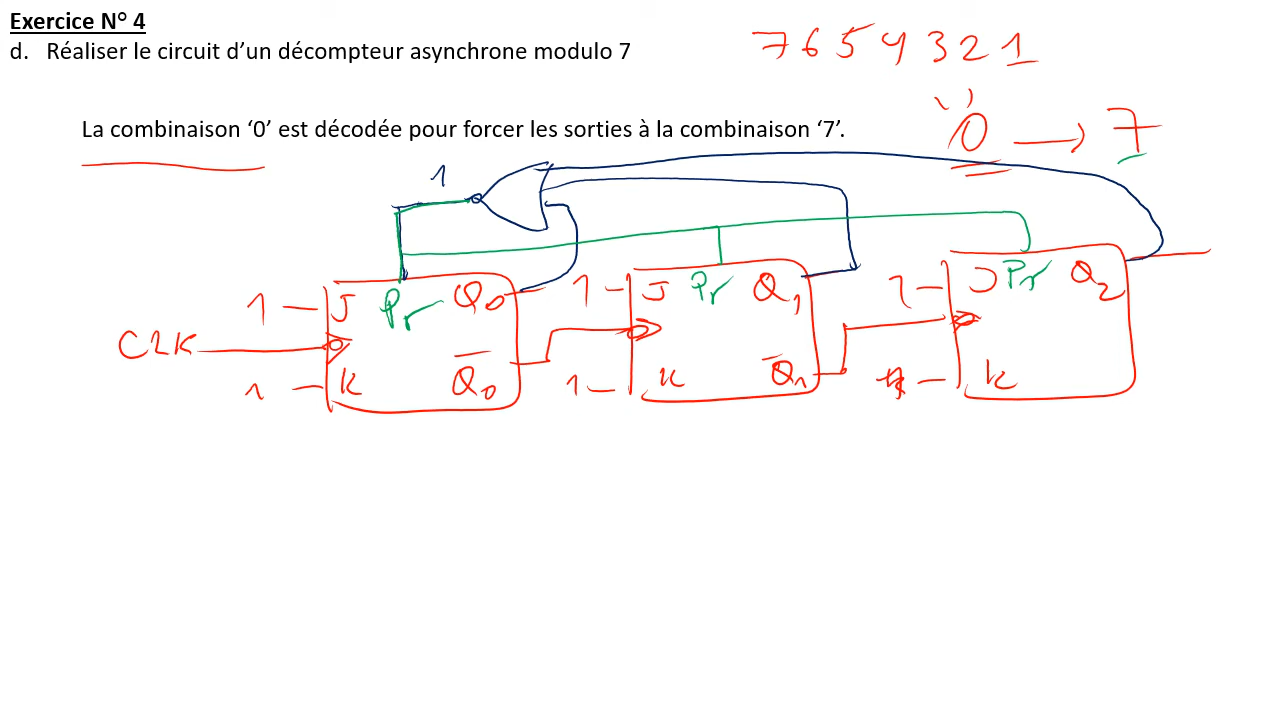 Exercice N° 4
d. Réaliser le circuit d'un décompteur asynchrone modulo 7
7 6 5 4 3 2 1
La combinaison '0' est décodée pour forcer les sorties à la combinaison '7'.
0 → 7
1
1 J Pr Q0 1 J Pr Q1 1 J Pr Q2
CLK
1 K Q̅0 1 K Q̅1 K